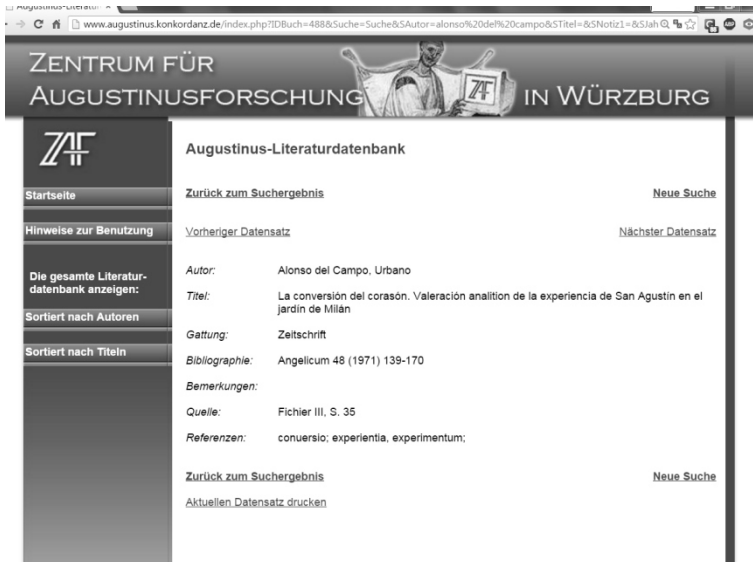 Augustinus-Literatur ×
www.augustinus.konkordanz.de/index.php?IDBuch=488&Suche=Suche&SAutor=alonso%20del%20campo&STitel=&SNotiz1=&SJah
ZENTRUM FÜR
AUGUSTINUSFORSCHUNG IN WÜRZBURG
ZAF
ZAF
Augustinus-Literaturdatenbank
Startseite
Zurück zum Suchergebnis Neue Suche
Hinweise zur Benutzung
Vorheriger Datensatz Nächster Datensatz
Die gesamte Literatur-
datenbank anzeigen:
Sortiert nach Autoren
Sortiert nach Titeln
Autor: Alonso del Campo, Urbano
Titel: La conversión del corasón. Valeración analition de la experiencia de San Agustín en el
jardín de Milán
Gattung: Zeitschrift
Bibliographie: Angelicum 48 (1971) 139-170
Bemerkungen:
Quelle: Fichier III, S. 35
Referenzen: conuersio; experientia, experimentum;
Zurück zum Suchergebnis Neue Suche
Aktuellen Datensatz drucken